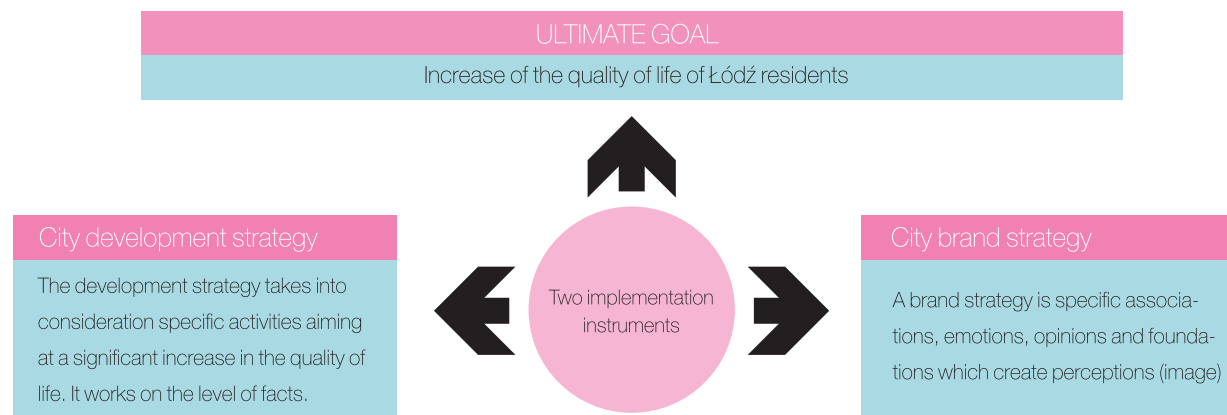 ULTIMATE GOAL
Increase of the quality of life of Łódź residents
City development strategy
The development strategy takes into
consideration specific activities aiming
at a significant increase in the quality of
life. It works on the level of facts.
Two implementation
instruments
City brand strategy
A brand strategy is specific associa-
tions, emotions, opinions and founda-
tions which create perceptions (image)